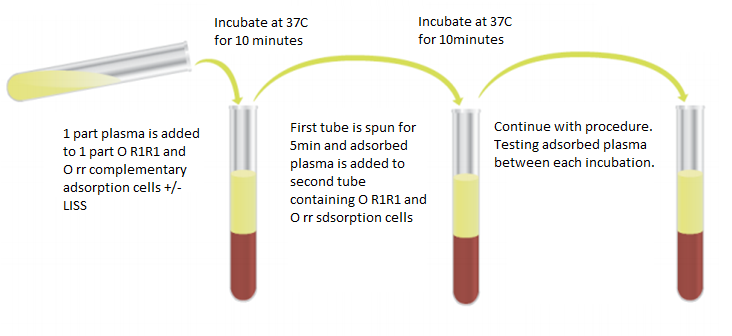 Incubate at 37C
for 10 minutes
Incubate at 37C
for 10minutes
1 part plasma is added
to 1 part O R1R1 and
O rr complementary
adsorption cells +/-
LISS
First tube is spun for
5min and adsorbed
plasma is added to
second tube
containing O R1R1 and
O rr sdsorption cells
Continue with procedure.
Testing adsorbed plasma
between each incubation.